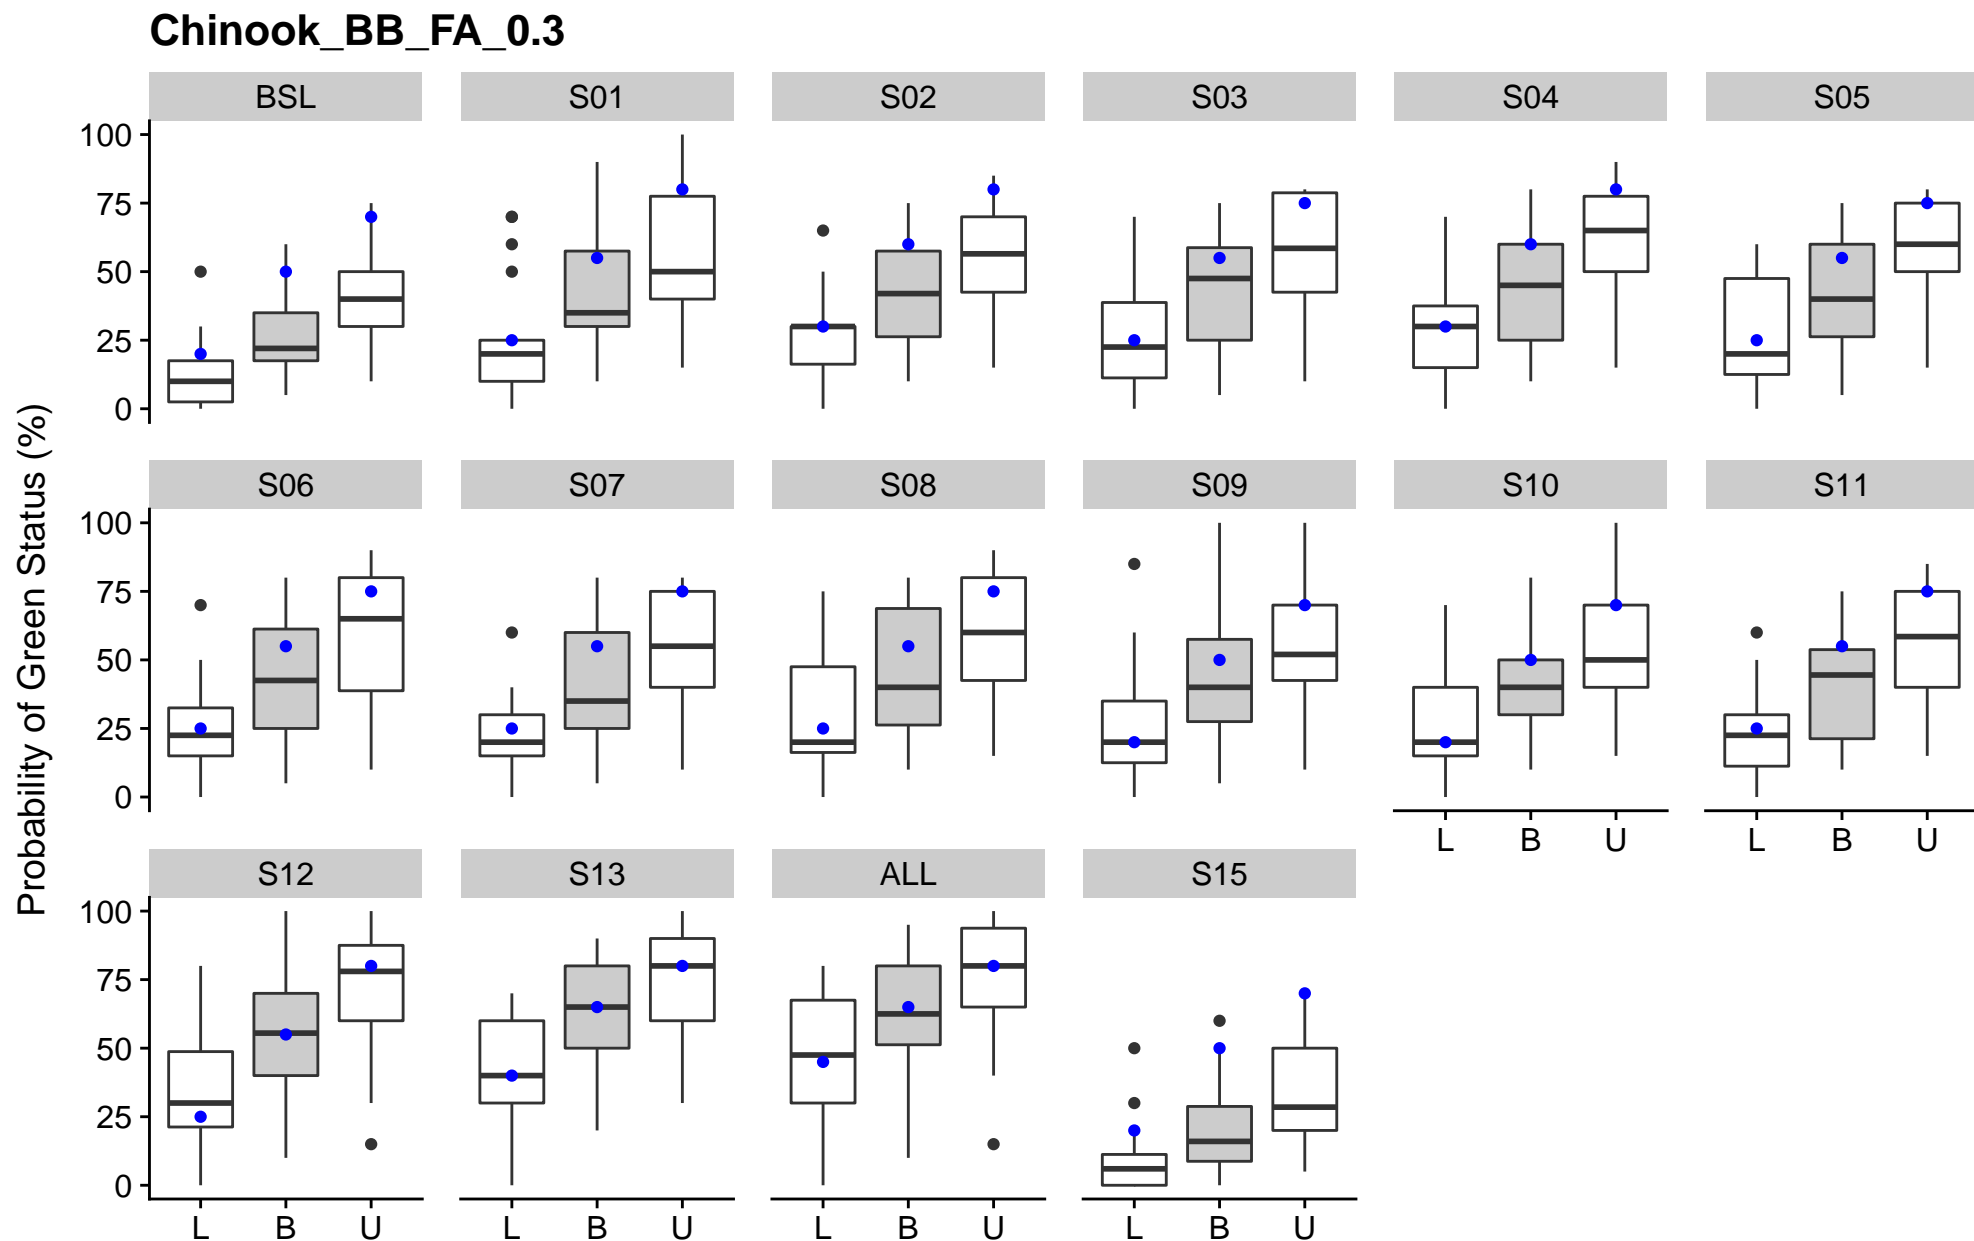 Chinook_BB_FA_0.3
BSL S01 S02 S03 S04 S05
100
75
50
25
0
Probability of Green Status (%)
S06 S07 S08 S09 S10 S11
100
75
50
25
0
L B U L B U
S12 S13 ALL S15
100
75
50
25
0
L B U L B U L B U L B U